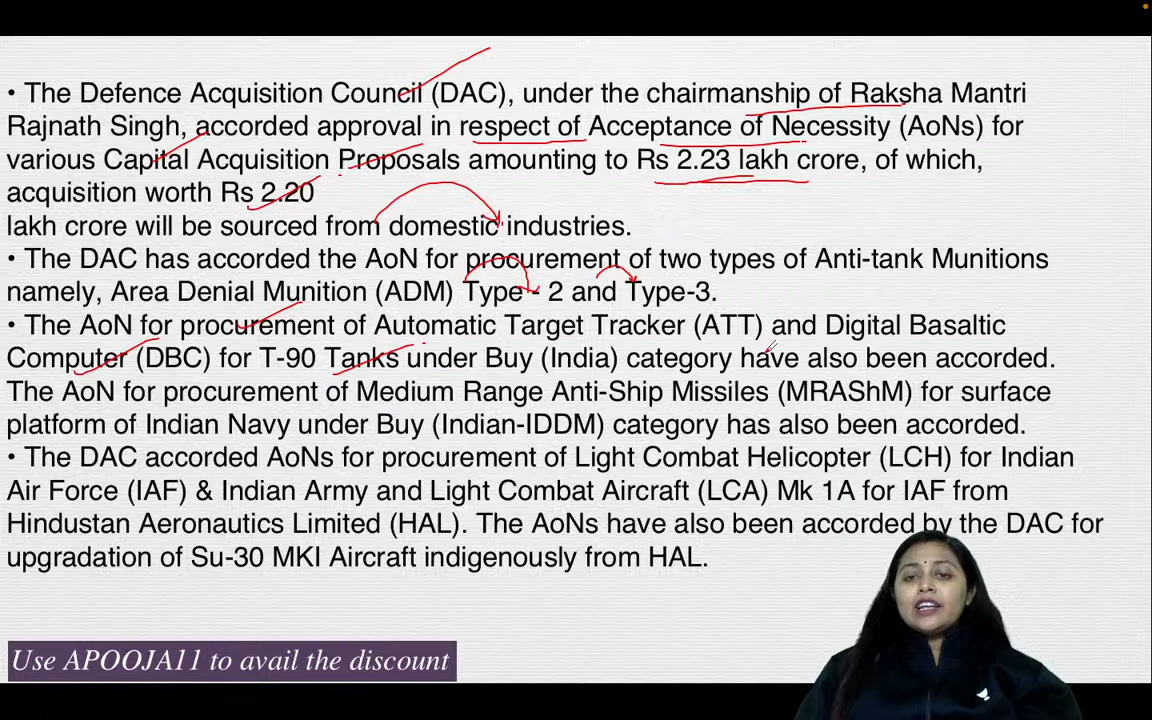 • The Defence Acquisition Council (DAC), under the chairmanship of Raksha Mantri
Rajnath Singh, accorded approval in respect of Acceptance of Necessity (AoNs) for
various Capital Acquisition Proposals amounting to Rs 2.23 lakh crore, of which,
acquisition worth Rs 2.20
lakh crore will be sourced from domestic industries.
• The DAC has accorded the AoN for procurement of two types of Anti-tank Munitions
namely, Area Denial Munition (ADM) Type - 2 and Type-3.
• The AoN for procurement of Automatic Target Tracker (ATT) and Digital Basaltic
Computer (DBC) for T-90 Tanks under Buy (India) category have also been accorded.
The AoN for procurement of Medium Range Anti-Ship Missiles (MRAShM) for surface
platform of Indian Navy under Buy (Indian-IDDM) category has also been accorded.
• The DAC accorded AoNs for procurement of Light Combat Helicopter (LCH) for Indian
Air Force (IAF) & Indian Army and Light Combat Aircraft (LCA) Mk 1A for IAF from
Hindustan Aeronautics Limited (HAL). The AoNs have also been accorded by the DAC for
upgradation of Su-30 MKI Aircraft indigenously from HAL.
Use APOOJA11 to avail the discount